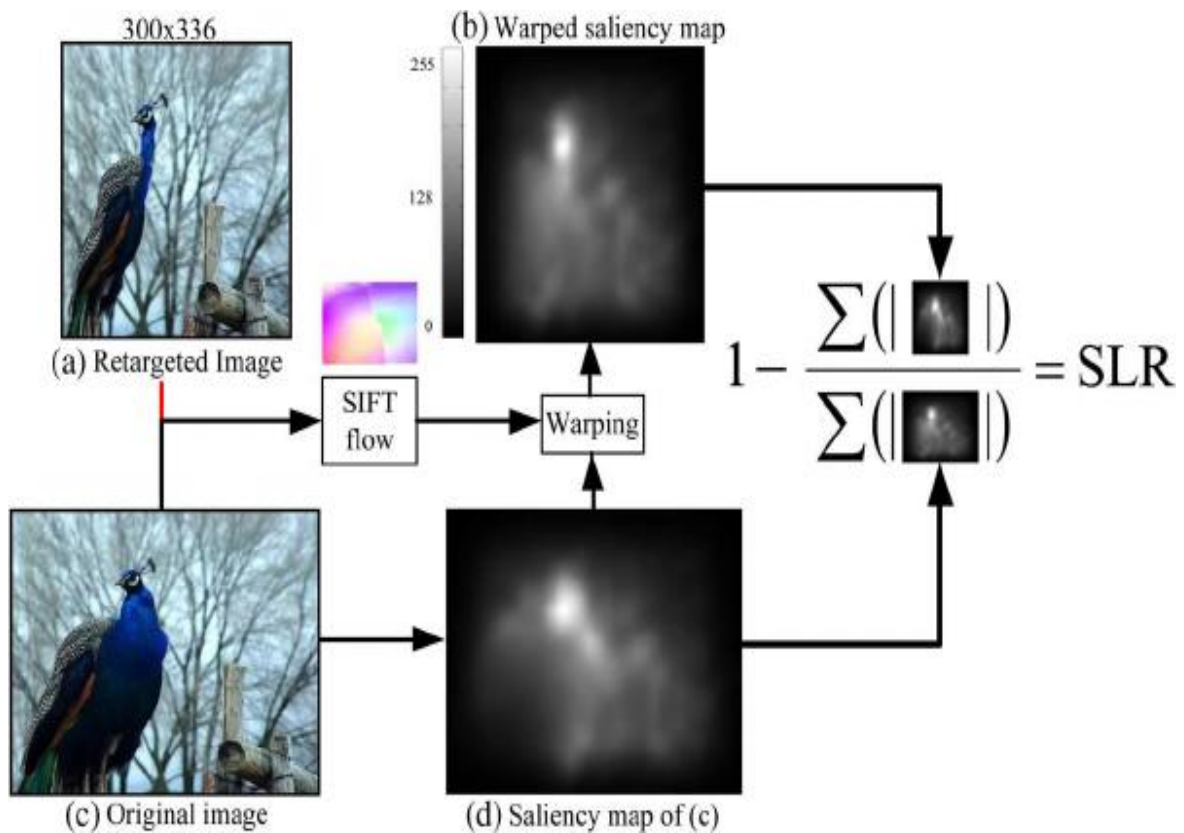 300x336
(b) Warped saliency map
255
128
0
(a) Retargeted Image
SIFT
flow
Warping
1 - ∑(| |) / ∑(| |) = SLR
(c) Original image
(d) Saliency map of (c)